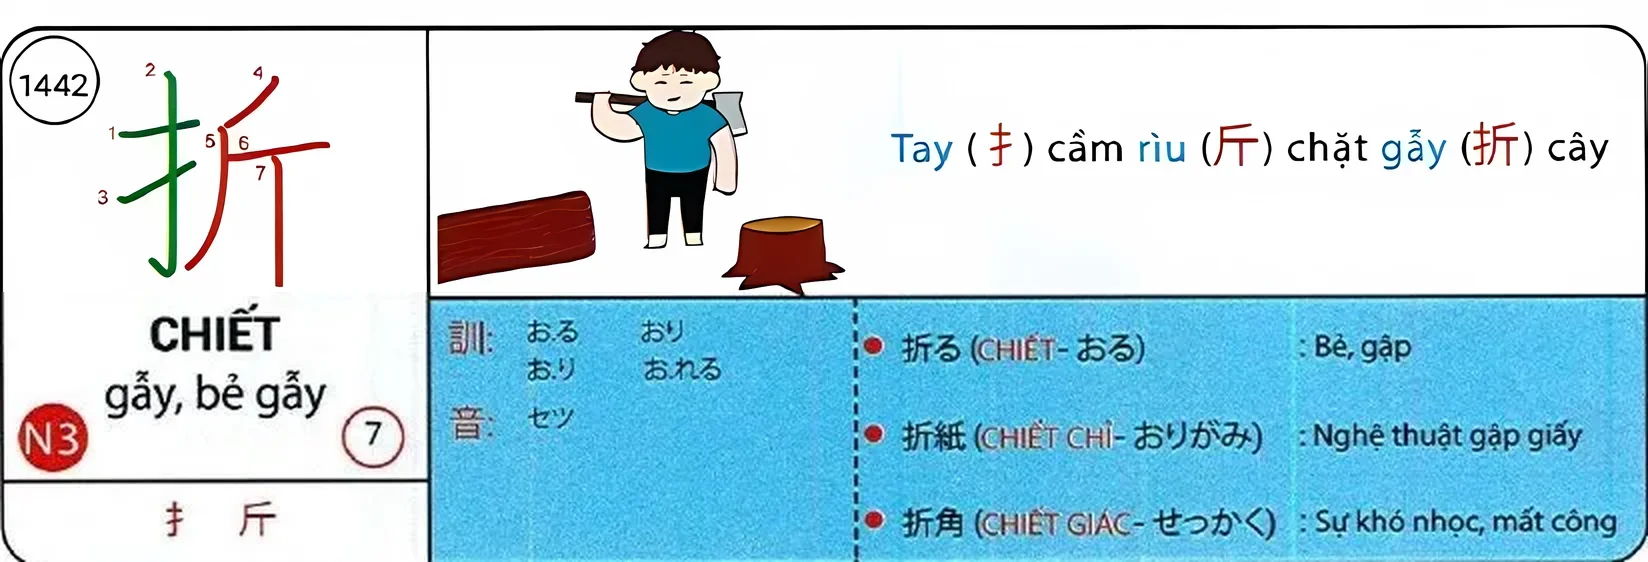 1442
折
1
2
3
4
5
6
7
CHIẾT
gẫy, bẻ gẫy
N3
7
扌 斤
Tay (扌) cầm rìu (斤) chặt gẫy (折) cây
訓: お.る おり
お.り お.れる
音: セツ
折る (CHIẾT- おる) : Bẻ, gập
折紙 (CHIẾT CHỈ- おりがみ) : Nghệ thuật gập giấy
折角 (CHIẾT GIÁC- せっかく) : Sự khó nhọc, mất công